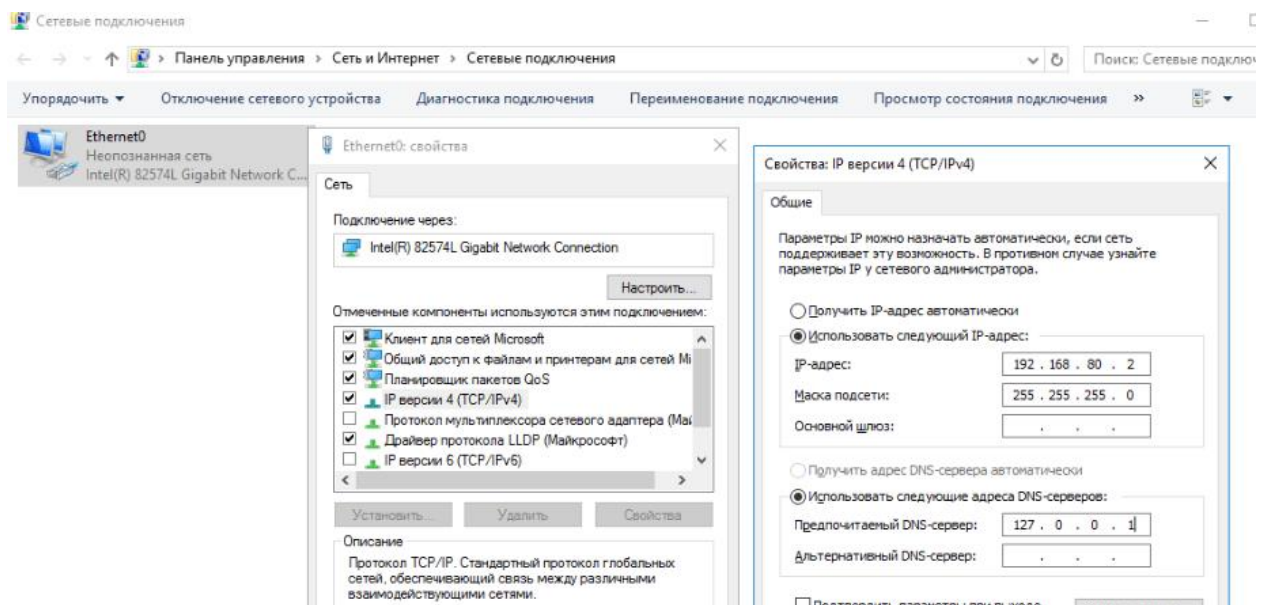 Сетевые подключения
Панель управления > Сеть и Интернет > Сетевые подключения
Поиск: Сетевые подклю
Упорядочить Отключение сетевого устройства Диагностика подключения Переименование подключения Просмотр состояния подключения »
Ethernet0
Неопознанная сеть
Intel(R) 82574L Gigabit Network C...
Ethernet0: свойства
Сеть
Подключение через:
Intel(R) 82574L Gigabit Network Connection
Настроить...
Отмеченные компоненты используются этим подключением:
Клиент для сетей Microsoft
Общий доступ к файлам и принтерам для сетей Mi
Планировщик пакетов QoS
IP версии 4 (TCP/IPv4)
Протокол мультиплексора сетевого адаптера (Май
Драйвер протокола LLDP (Майкрософт)
IP версии 6 (TCP/IPv6)
Установить... Удалить Свойства
Описание
Протокол TCP/IP. Стандартный протокол глобальных
сетей, обеспечивающий связь между различными
взаимодействующими сетями.
Свойства: IP версии 4 (TCP/IPv4)
Общие
Параметры IP можно назначать автоматически, если сеть
поддерживает эту возможность. В противном случае узнайте
параметры IP у сетевого администратора.
Получить IP-адрес автоматически
Использовать следующий IP-адрес:
IP-адрес: 192 . 168 . 80 . 2
Маска подсети: 255 . 255 . 255 . 0
Основной шлюз: . . .
Получить адрес DNS-сервера автоматически
Использовать следующие адреса DNS-серверов:
Предпочитаемый DNS-сервер: 127 . 0 . 0 . 1
Альтернативный DNS-сервер: . . .
Подтвердить параметры при выходе